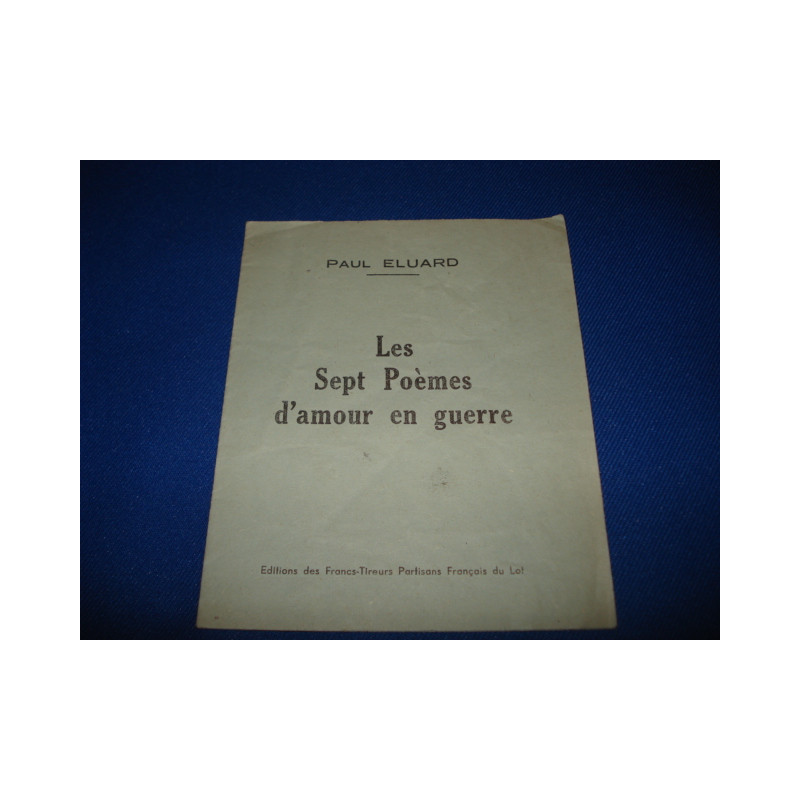 PAUL ELUARD
Les
Sept Poèmes
d'amour en guerre
Editions des Francs-Tireurs Partisans Français du Lot